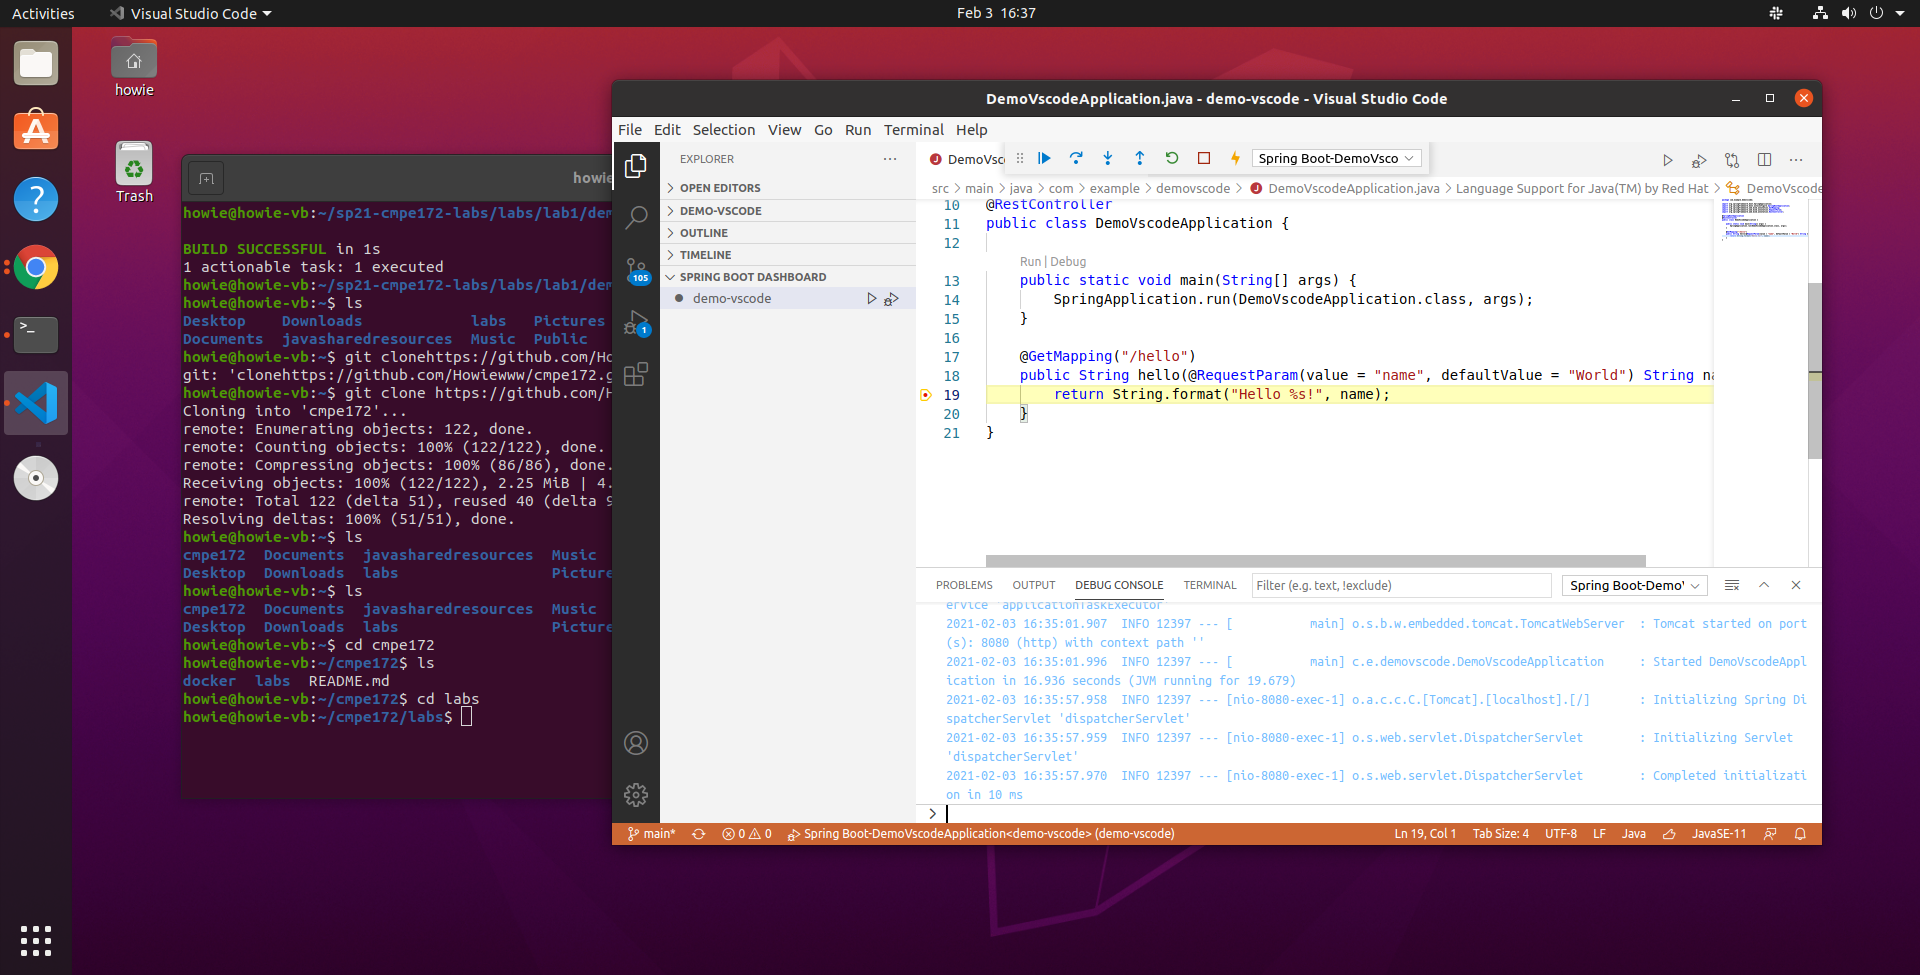 Activities
Visual Studio Code
Feb 3 16:37
howie
Trash
howie
howie@howie-vb:~/sp21-cmpe172-labs/labs/lab1/dem
BUILD SUCCESSFUL in 1s
1 actionable task: 1 executed
howie@howie-vb:~/sp21-cmpe172-labs/labs/lab1/dem
howie@howie-vb:~$ ls
Desktop Downloads labs Pictures
Documents javasharedresources Music Public
howie@howie-vb:~$ git clonehttps://github.com/Ho
git: 'clonehttps://github.com/Howiewww/cmpe172.g
howie@howie-vb:~$ git clone https://github.com/H
Cloning into 'cmpe172'...
remote: Enumerating objects: 122, done.
remote: Counting objects: 100% (122/122), done.
remote: Compressing objects: 100% (86/86), done.
Receiving objects: 100% (122/122), 2.25 MiB | 4.
remote: Total 122 (delta 51), reused 40 (delta 9
Resolving deltas: 100% (51/51), done.
howie@howie-vb:~$ ls
cmpe172 Documents javasharedresources Music
Desktop Downloads labs Picture
howie@howie-vb:~$ ls
cmpe172 Documents javasharedresources Music
Desktop Downloads labs Picture
howie@howie-vb:~$ cd cmpe172
howie@howie-vb:~/cmpe172$ ls
docker labs README.md
howie@howie-vb:~/cmpe172$ cd labs
howie@howie-vb:~/cmpe172/labs$
DemoVscodeApplication.java - demo-vscode - Visual Studio Code
File Edit Selection View Go Run Terminal Help
EXPLORER
OPEN EDITORS
DEMO-VSCODE
OUTLINE
TIMELINE
SPRING BOOT DASHBOARD
demo-vscode
105
1
DemoVsc
Spring Boot-DemoVsco
src > main > java > com > example > demovscode > DemoVscodeApplication.java > Language Support for Java(TM) by Red Hat > DemoVscode
10 @RestController
11 public class DemoVscodeApplication {
12
Run | Debug
13 public static void main(String[] args) {
14 SpringApplication.run(DemoVscodeApplication.class, args);
15 }
16
17 @GetMapping("/hello")
18 public String hello(@RequestParam(value = "name", defaultValue = "World") String na
19 return String.format("Hello %s!", name);
20 }
21 }
PROBLEMS OUTPUT DEBUG CONSOLE TERMINAL Filter (e.g. text, !exclude) Spring Boot-Demo
ervice 'applicationTaskExecutor'
2021-02-03 16:35:01.907 INFO 12397 --- [ main] o.s.b.w.embedded.tomcat.TomcatWebServer : Tomcat started on port
(s): 8080 (http) with context path ''
2021-02-03 16:35:01.996 INFO 12397 --- [ main] c.e.demovscode.DemoVscodeApplication : Started DemoVscodeAppl
ication in 16.936 seconds (JVM running for 19.679)
2021-02-03 16:35:57.958 INFO 12397 --- [nio-8080-exec-1] o.a.c.c.C.[Tomcat].[localhost].[/] : Initializing Spring Di
spatcherServlet 'dispatcherServlet'
2021-02-03 16:35:57.959 INFO 12397 --- [nio-8080-exec-1] o.s.web.servlet.DispatcherServlet : Initializing Servlet
'dispatcherServlet'
2021-02-03 16:35:57.970 INFO 12397 --- [nio-8080-exec-1] o.s.web.servlet.DispatcherServlet : Completed initializati
on in 10 ms
>
main* 0 0 Spring Boot-DemoVscodeApplication<demo-vscode> (demo-vscode) Ln 19, Col 1 Tab Size: 4 UTF-8 LF Java JavaSE-11